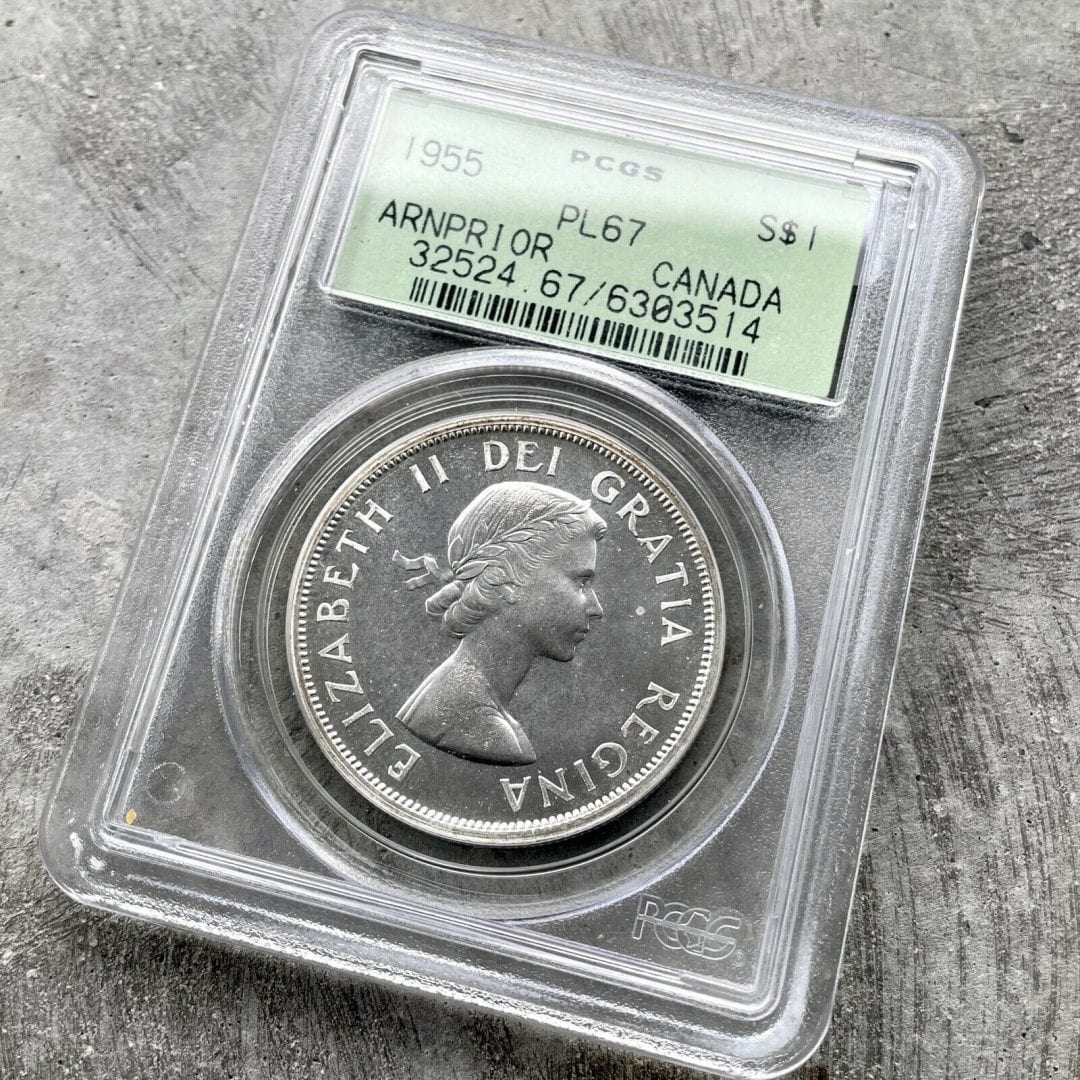 1955 PCGS
ARNPRIOR PL67 S$1
CANADA
32524.67/6303514
ELIZABETH II DEI GRATIA REGINA
PCGS